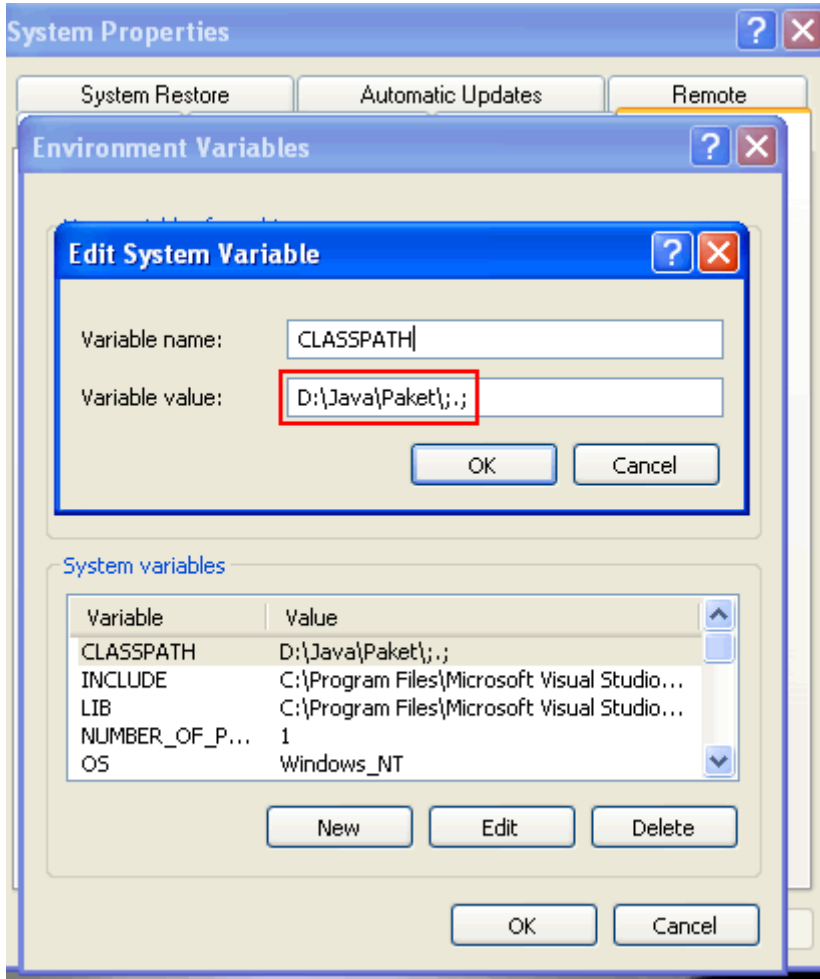 System Properties
System Restore Automatic Updates Remote
Environment Variables
Edit System Variable
Variable name: CLASSPATH
Variable value: D:\Java\Paket\;.;
OK Cancel
System variables
Variable Value
CLASSPATH D:\Java\Paket\;.;
INCLUDE C:\Program Files\Microsoft Visual Studio...
LIB C:\Program Files\Microsoft Visual Studio...
NUMBER_OF_P... 1
OS Windows_NT
New Edit Delete
OK Cancel